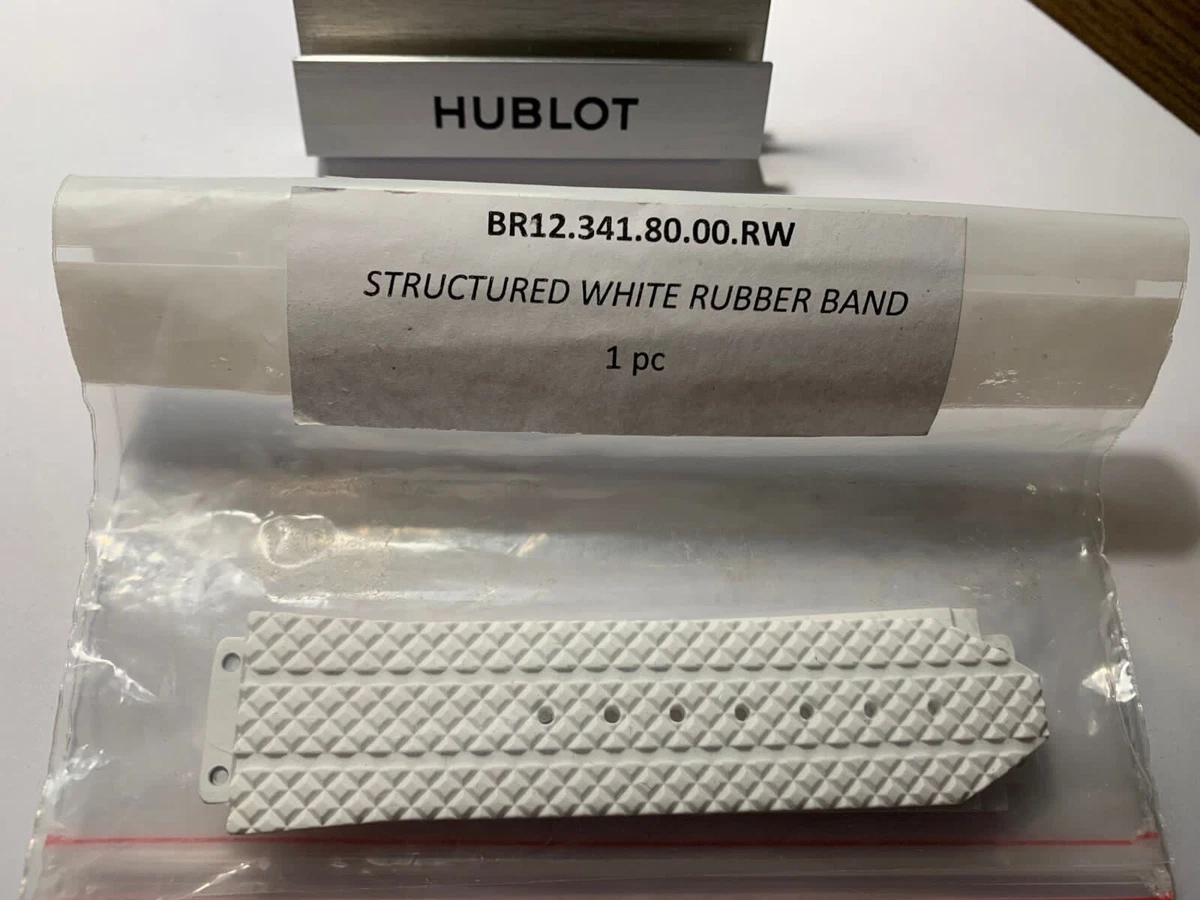 HUBLOT
BR12.341.80.00.RW
STRUCTURED WHITE RUBBER BAND
1 pc